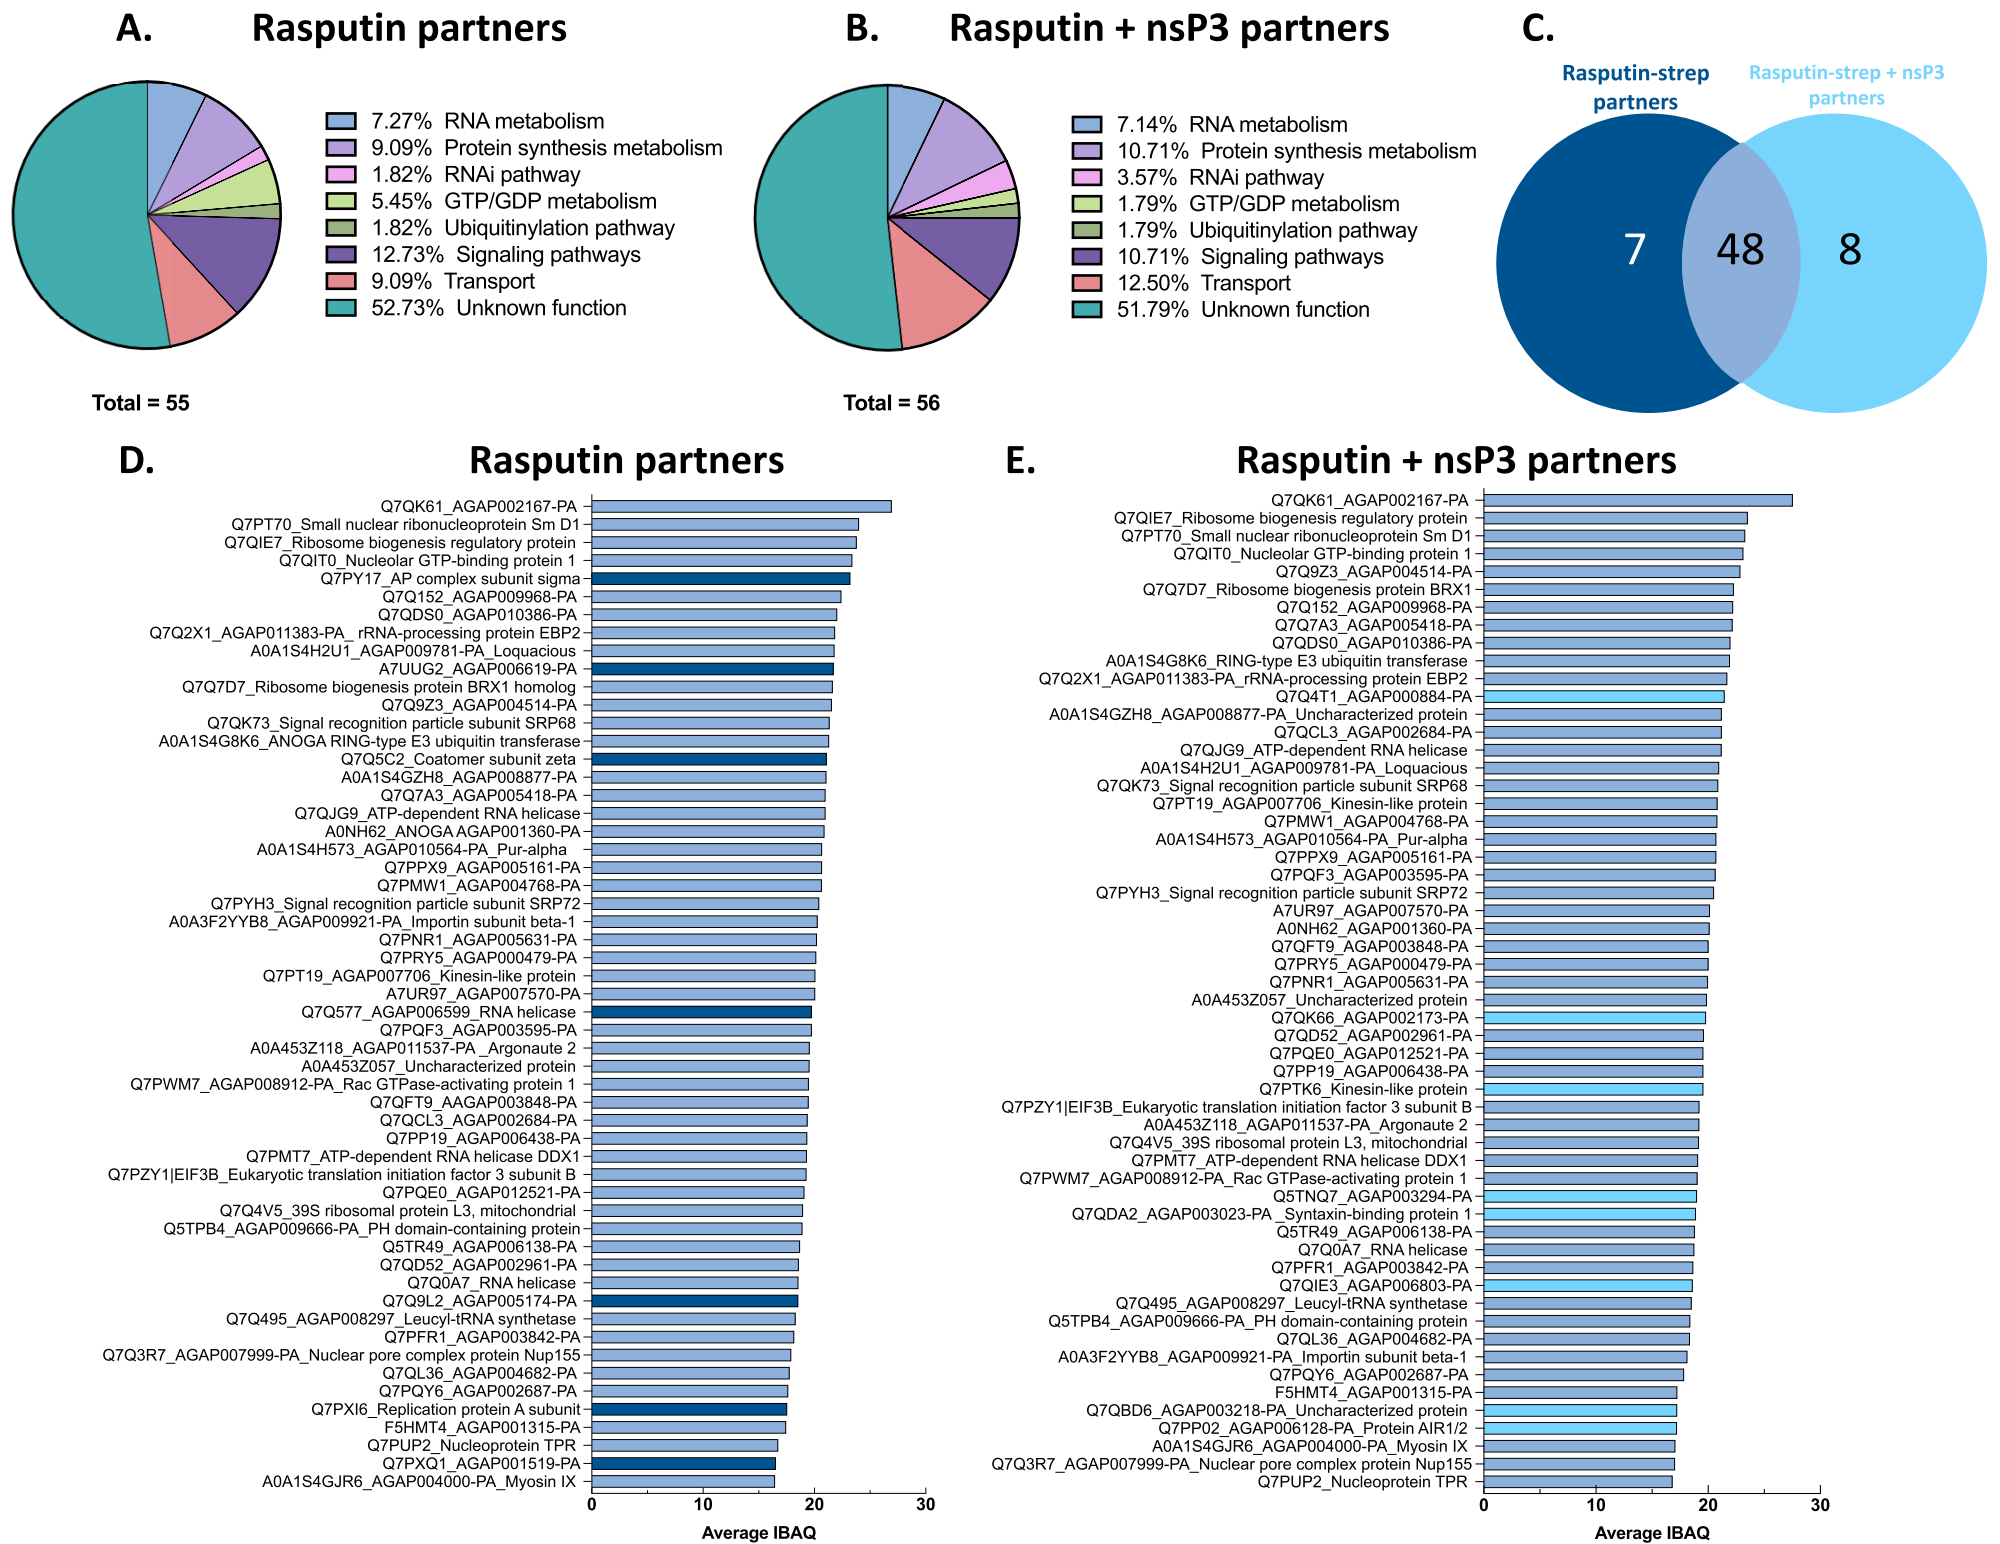 A.
Rasputin partners
7.27% RNA metabolism
9.09% Protein synthesis metabolism
1.82% RNAi pathway
5.45% GTP/GDP metabolism
1.82% Ubiquitinylation pathway
12.73% Signaling pathways
9.09% Transport
52.73% Unknown function
Total = 55
B.
Rasputin + nsP3 partners
7.14% RNA metabolism
10.71% Protein synthesis metabolism
3.57% RNAi pathway
1.79% GTP/GDP metabolism
1.79% Ubiquitinylation pathway
10.71% Signaling pathways
12.50% Transport
51.79% Unknown function
Total = 56
C.
Rasputin-strep
partners
Rasputin-strep + nsP3
partners
7
48
8
D.
Rasputin partners
Q7QK61_AGAP002167-PA
Q7PT70_Small nuclear ribonucleoprotein Sm D1
Q7QIE7_Ribosome biogenesis regulatory protein
Q7QIT0_Nucleolar GTP-binding protein 1
Q7PY17_AP complex subunit sigma
Q7Q152_AGAP009968-PA
Q7QDS0_AGAP010386-PA
Q7Q2X1_AGAP011383-PA_ rRNA-processing protein EBP2
A0A1S4H2U1_AGAP009781-PA_Loquacious
A7UUG2_AGAP006619-PA
Q7Q7D7_Ribosome biogenesis protein BRX1 homolog
Q7Q9Z3_AGAP004514-PA
Q7QK73_Signal recognition particle subunit SRP68
A0A1S4G8K6_ANOGA RING-type E3 ubiquitin transferase
Q7Q5C2_Coatomer subunit zeta
A0A1S4GZH8_AGAP008877-PA
Q7Q7A3_AGAP005418-PA
Q7QJG9_ATP-dependent RNA helicase
A0NH62_ANOGA AGAP001360-PA
A0A1S4H573_AGAP010564-PA_Pur-alpha
Q7PPX9_AGAP005161-PA
Q7PMW1_AGAP004768-PA
Q7PYH3_Signal recognition particle subunit SRP72
A0A3F2YYB8_AGAP009921-PA_Importin subunit beta-1
Q7PNR1_AGAP005631-PA
Q7PRY5_AGAP000479-PA
Q7PT19_AGAP007706_Kinesin-like protein
A7UR97_AGAP007570-PA
Q7Q577_AGAP006599_RNA helicase
Q7PQF3_AGAP003595-PA
A0A453Z118_AGAP011537-PA _Argonaute 2
A0A453Z057_Uncharacterized protein
Q7PWM7_AGAP008912-PA_Rac GTPase-activating protein 1
Q7QFT9_AAGAP003848-PA
Q7QCL3_AGAP002684-PA
Q7PP19_AGAP006438-PA
Q7PMT7_ATP-dependent RNA helicase DDX1
Q7PZY1|EIF3B_Eukaryotic translation initiation factor 3 subunit B
Q7PQE0_AGAP012521-PA
Q7Q4V5_39S ribosomal protein L3, mitochondrial
Q5TPB4_AGAP009666-PA_PH domain-containing protein
Q5TR49_AGAP006138-PA
Q7QD52_AGAP002961-PA
Q7Q0A7_RNA helicase
Q7Q9L2_AGAP005174-PA
Q7Q495_AGAP008297_Leucyl-tRNA synthetase
Q7PFR1_AGAP003842-PA
Q7Q3R7_AGAP007999-PA_Nuclear pore complex protein Nup155
Q7QL36_AGAP004682-PA
Q7PQY6_AGAP002687-PA
Q7PXI6_Replication protein A subunit
F5HMT4_AGAP001315-PA
Q7PUP2_Nucleoprotein TPR
Q7PXQ1_AGAP001519-PA
A0A1S4GJR6_AGAP004000-PA_Myosin IX
0 10 20 30
Average IBAQ
E.
Rasputin + nsP3 partners
Q7QK61_AGAP002167-PA
Q7QIE7_Ribosome biogenesis regulatory protein
Q7PT70_Small nuclear ribonucleoprotein Sm D1
Q7QIT0_Nucleolar GTP-binding protein 1
Q7Q9Z3_AGAP004514-PA
Q7Q7D7_Ribosome biogenesis protein BRX1
Q7Q152_AGAP009968-PA
Q7Q7A3_AGAP005418-PA
Q7QDS0_AGAP010386-PA
A0A1S4G8K6_RING-type E3 ubiquitin transferase
Q7Q2X1_AGAP011383-PA_rRNA-processing protein EBP2
Q7Q4T1_AGAP000884-PA
A0A1S4GZH8_AGAP008877-PA_Uncharacterized protein
Q7QCL3_AGAP002684-PA
Q7QJG9_ATP-dependent RNA helicase
A0A1S4H2U1_AGAP009781-PA_Loquacious
Q7QK73_Signal recognition particle subunit SRP68
Q7PT19_AGAP007706_Kinesin-like protein
Q7PMW1_AGAP004768-PA
A0A1S4H573_AGAP010564-PA_Pur-alpha
Q7PPX9_AGAP005161-PA
Q7PQF3_AGAP003595-PA
Q7PYH3_Signal recognition particle subunit SRP72
A7UR97_AGAP007570-PA
A0NH62_AGAP001360-PA
Q7QFT9_AGAP003848-PA
Q7PRY5_AGAP000479-PA
Q7PNR1_AGAP005631-PA
A0A453Z057_Uncharacterized protein
Q7QK66_AGAP002173-PA
Q7QD52_AGAP002961-PA
Q7PQE0_AGAP012521-PA
Q7PP19_AGAP006438-PA
Q7PTK6_Kinesin-like protein
Q7PZY1|EIF3B_Eukaryotic translation initiation factor 3 subunit B
A0A453Z118_AGAP011537-PA_Argonaute 2
Q7Q4V5_39S ribosomal protein L3, mitochondrial
Q7PMT7_ATP-dependent RNA helicase DDX1
Q7PWM7_AGAP008912-PA_Rac GTPase-activating protein 1
Q5TNQ7_AGAP003294-PA
Q7QDA2_AGAP003023-PA _Syntaxin-binding protein 1
Q5TR49_AGAP006138-PA
Q7Q0A7_RNA helicase
Q7PFR1_AGAP003842-PA
Q7QIE3_AGAP006803-PA
Q7Q495_AGAP008297_Leucyl-tRNA synthetase
Q5TPB4_AGAP009666-PA_PH domain-containing protein
Q7QL36_AGAP004682-PA
A0A3F2YYB8_AGAP009921-PA_Importin subunit beta-1
Q7PQY6_AGAP002687-PA
F5HMT4_AGAP001315-PA
Q7QBD6_AGAP003218-PA_Uncharacterized protein
Q7PP02_AGAP006128-PA_Protein AIR1/2
A0A1S4GJR6_AGAP004000-PA_Myosin IX
Q7Q3R7_AGAP007999-PA_Nuclear pore complex protein Nup155
Q7PUP2_Nucleoprotein TPR
0 10 20 30
Average IBAQ